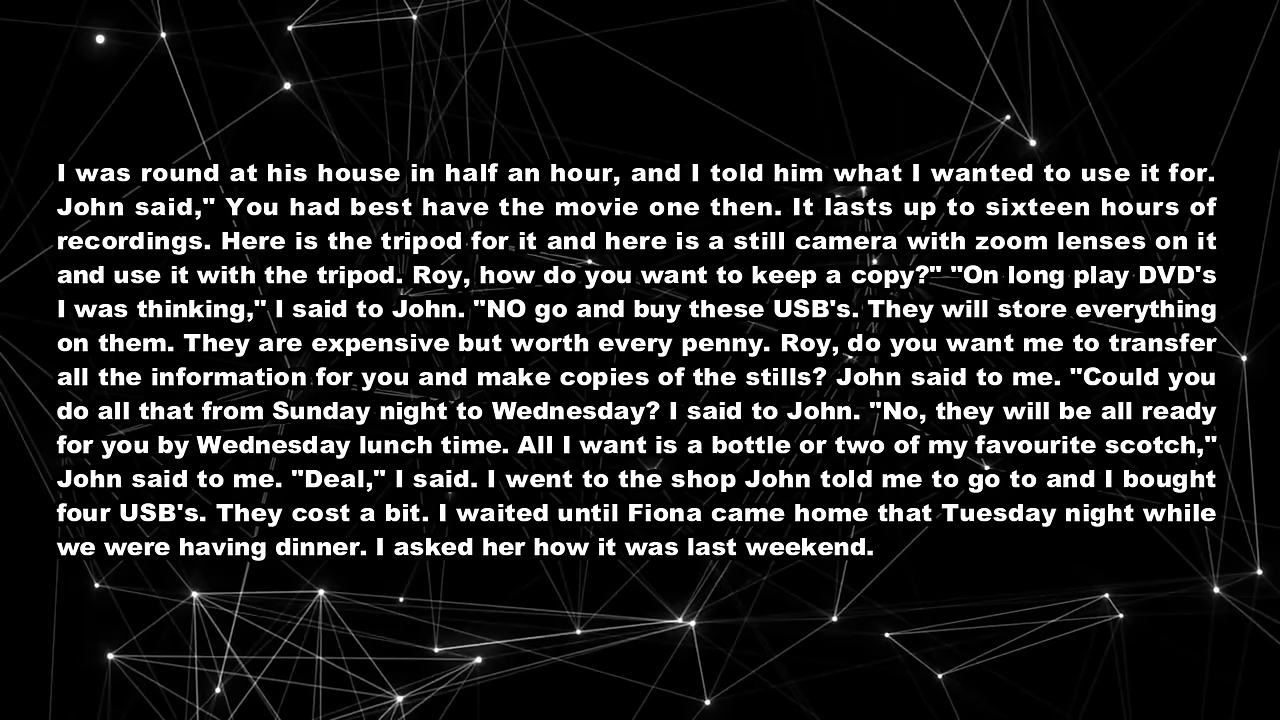 I was round at his house in half an hour, and I told him what I wanted to use it for.
John said," You had best have the movie one then. It lasts up to sixteen hours of
recordings. Here is the tripod for it and here is a still camera with zoom lenses on it
and use it with the tripod. Roy, how do you want to keep a copy?" "On long play DVD's
I was thinking," I said to John. "NO go and buy these USB's. They will store everything
on them. They are expensive but worth every penny. Roy, do you want me to transfer
all the information for you and make copies of the stills? John said to me. "Could you
do all that from Sunday night to Wednesday? I said to John. "No, they will be all ready
for you by Wednesday lunch time. All I want is a bottle or two of my favourite scotch,"
John said to me. "Deal," I said. I went to the shop John told me to go to and I bought
four USB's. They cost a bit. I waited until Fiona came home that Tuesday night while
we were having dinner. I asked her how it was last weekend.